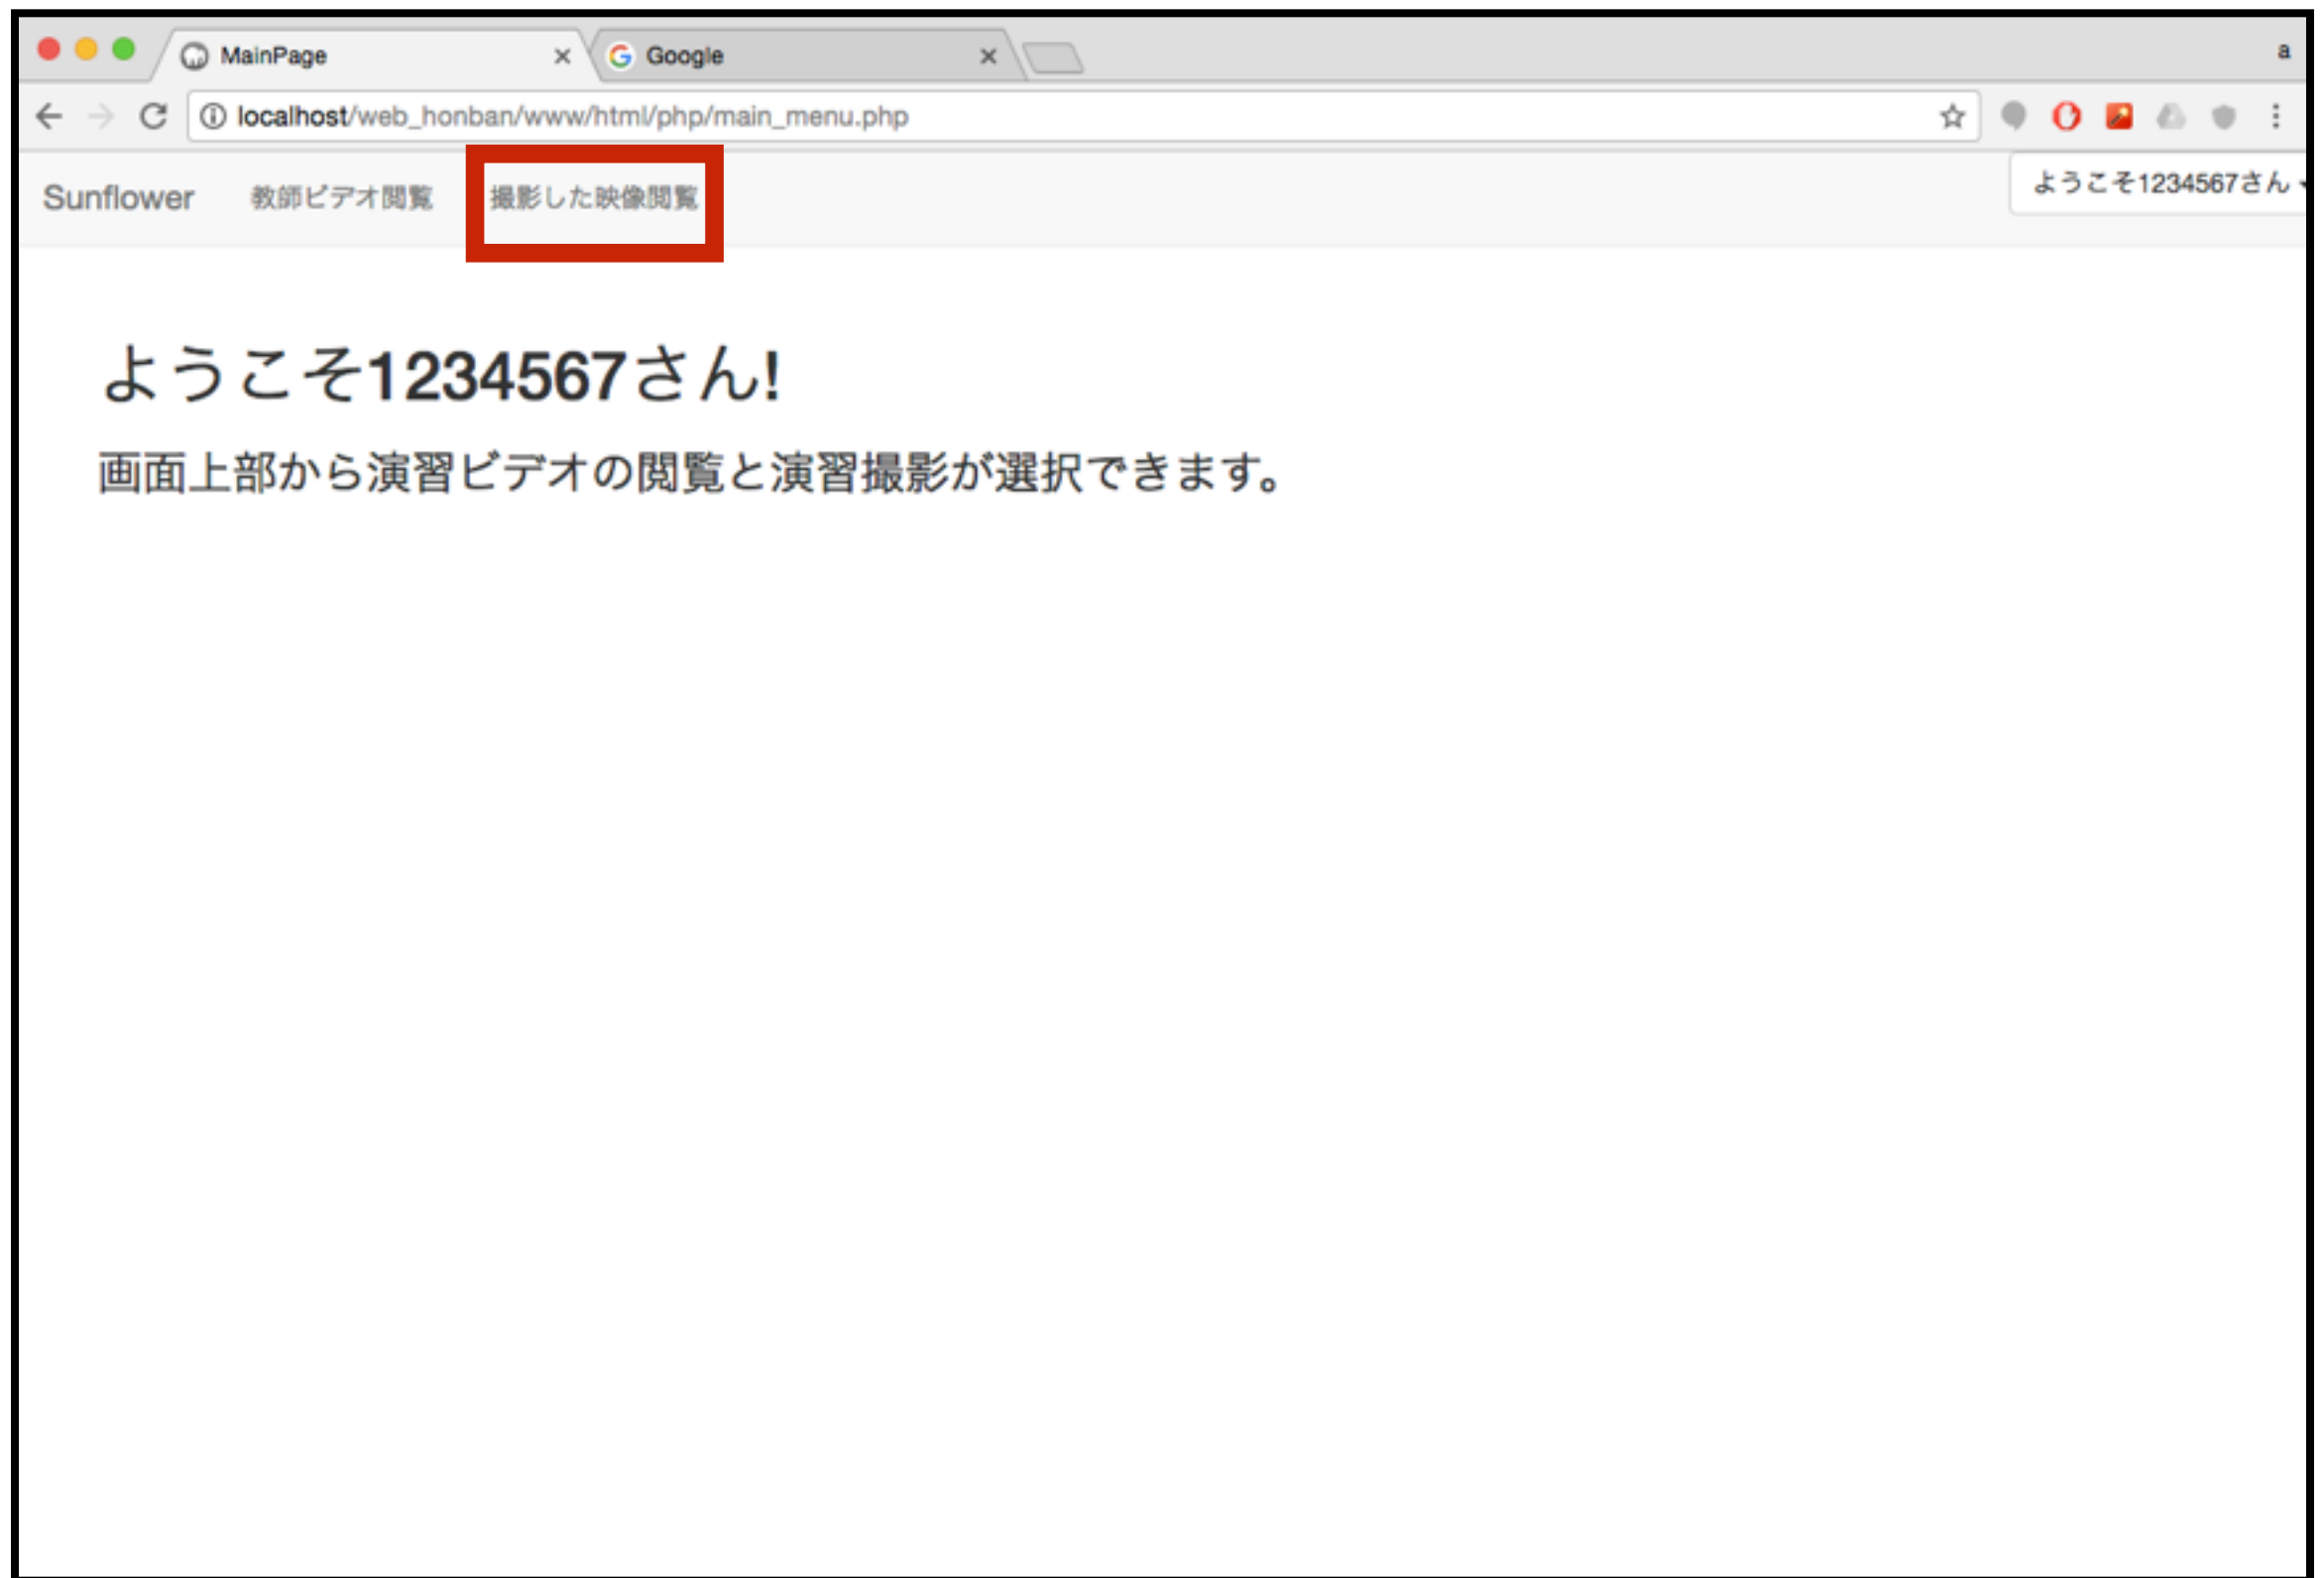 MainPage
Google
a
localhost/web_honban/www/html/php/main_menu.php
Sunflower 教師ビデオ閲覧 撮影した映像閲覧 ようこそ1234567さん
ようこそ1234567さん!
画面上部から演習ビデオの閲覧と演習撮影が選択できます。